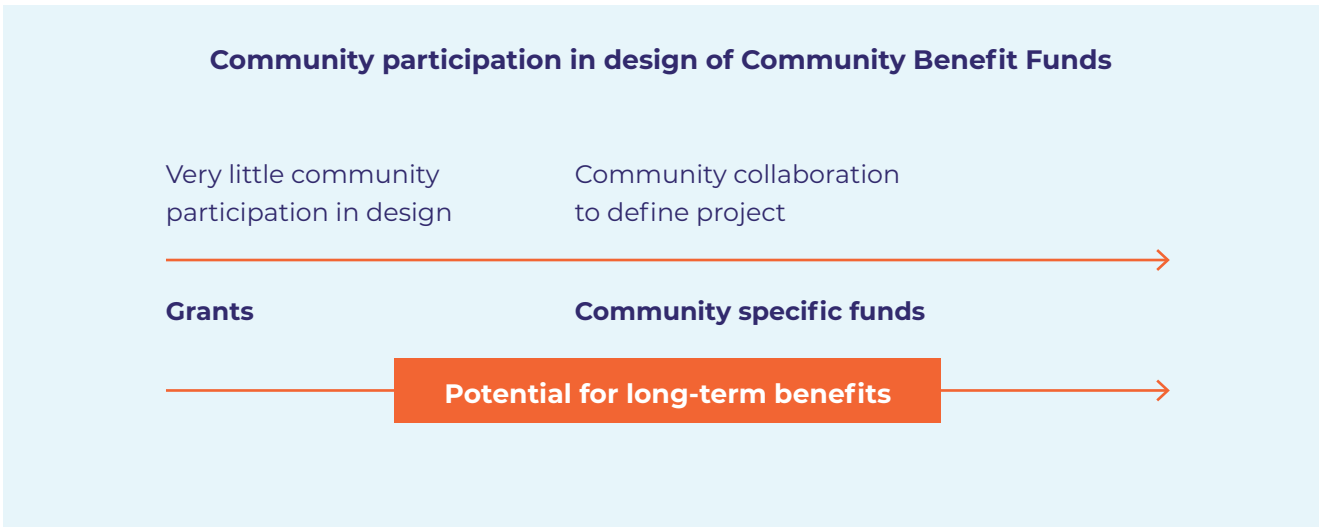 Community participation in design of Community Benefit Funds
Very little community
participation in design
Community collaboration
to define project
Grants
Community specific funds
Potential for long-term benefits